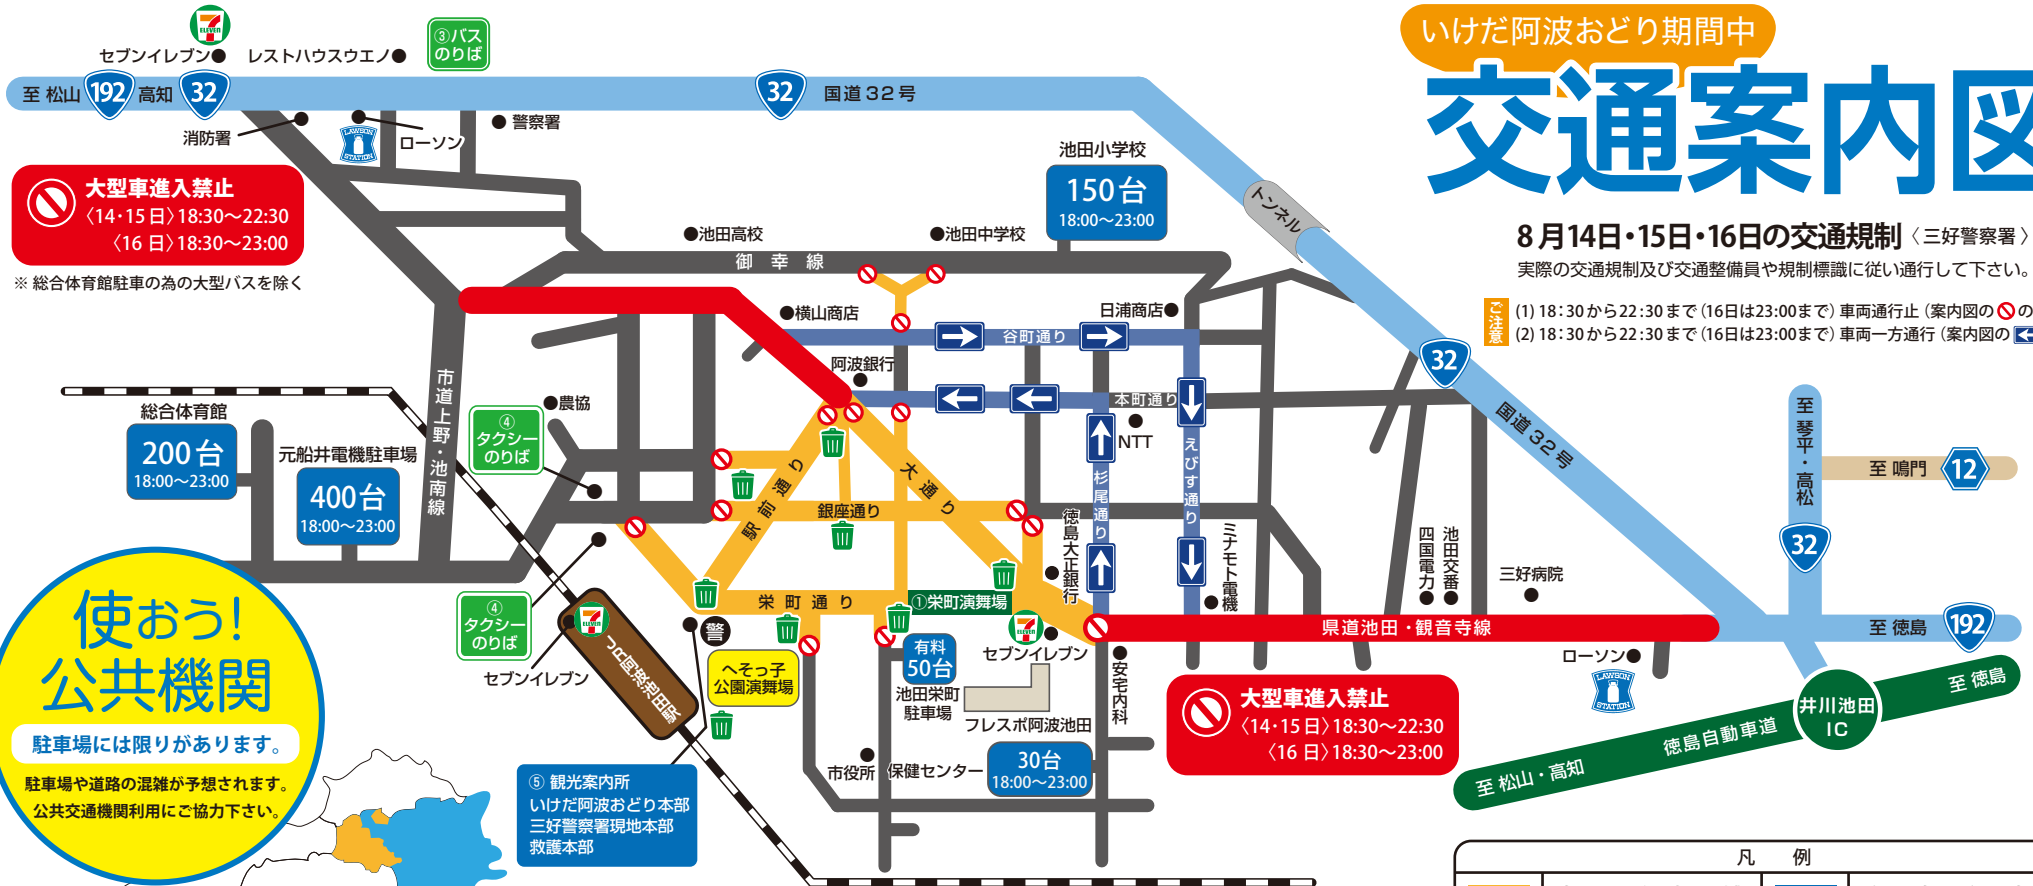 いけだ阿波おどり期間中
交通案内図
8月14日・15日・16日の交通規制〈三好警察署〉
実際の交通規制及び交通整備員や規制標識に従い通行して下さい。
ご注意
(1) 18:30から22:30まで(16日は23:00まで)車両通行止(案内図の
(2) 18:30から22:30まで(16日は23:00まで)車両一方通行(案内図の
7 ELEVEN
セブンイレブン
レストハウスウエノ
③バス
のりば
至 松山
192
高知
32
32
国道32号
消防署
LAWSON
STATION
ローソン
警察署
大型車進入禁止
〈14・15日〉18:30〜22:30
〈16日〉18:30〜23:00
※ 総合体育館駐車の為の大型バスを除く
池田小学校
150台
18:00〜23:00
トンネル
池田高校
池田中学校
御幸線
横山商店
日浦商店
谷町通り
阿波銀行
本町通り
NTT
32
国道32号
市道上野・池南線
農協
総合体育館
200台
18:00〜23:00
元船井電機駐車場
400台
18:00〜23:00
④
タクシー
のりば
駅前通り
大通り
銀座通り
徳島大正銀行
杉尾通り
えびす通り
ミナモト電機
四国電力
池田交番
三好病院
至 琴平・高松
至 鳴門
12
32
栄町通り
①栄町演舞場
④
タクシー
のりば
7 ELEVEN
セブンイレブン
JR阿波池田駅
警
へそっ子
公園演舞場
有料
50台
池田栄町
駐車場
7 ELEVEN
セブンイレブン
フレスポ阿波池田
安宅内科
県道池田・観音寺線
至 徳島
192
ローソン
LAWSON
STATION
大型車進入禁止
〈14・15日〉18:30〜22:30
〈16日〉18:30〜23:00
井川池田
IC
至 徳島
徳島自動車道
至 松山・高知
市役所
保健センター
30台
18:00〜23:00
⑤ 観光案内所
いけだ阿波おどり本部
三好警察署現地本部
救護本部
使おう!
公共機関
駐車場には限りがあります。
駐車場や道路の混雑が予想されます。
公共交通機関利用にご協力下さい。
凡例